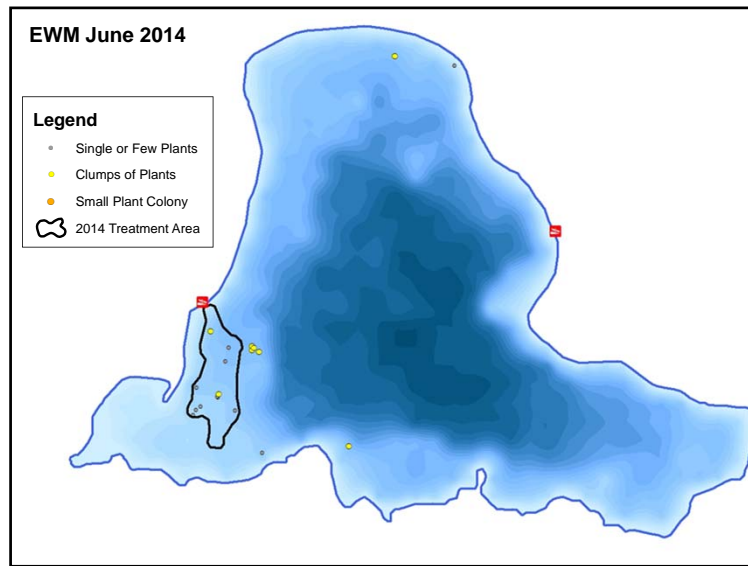 EWM June 2014
Legend
Single or Few Plants
Clumps of Plants
Small Plant Colony
2014 Treatment Area